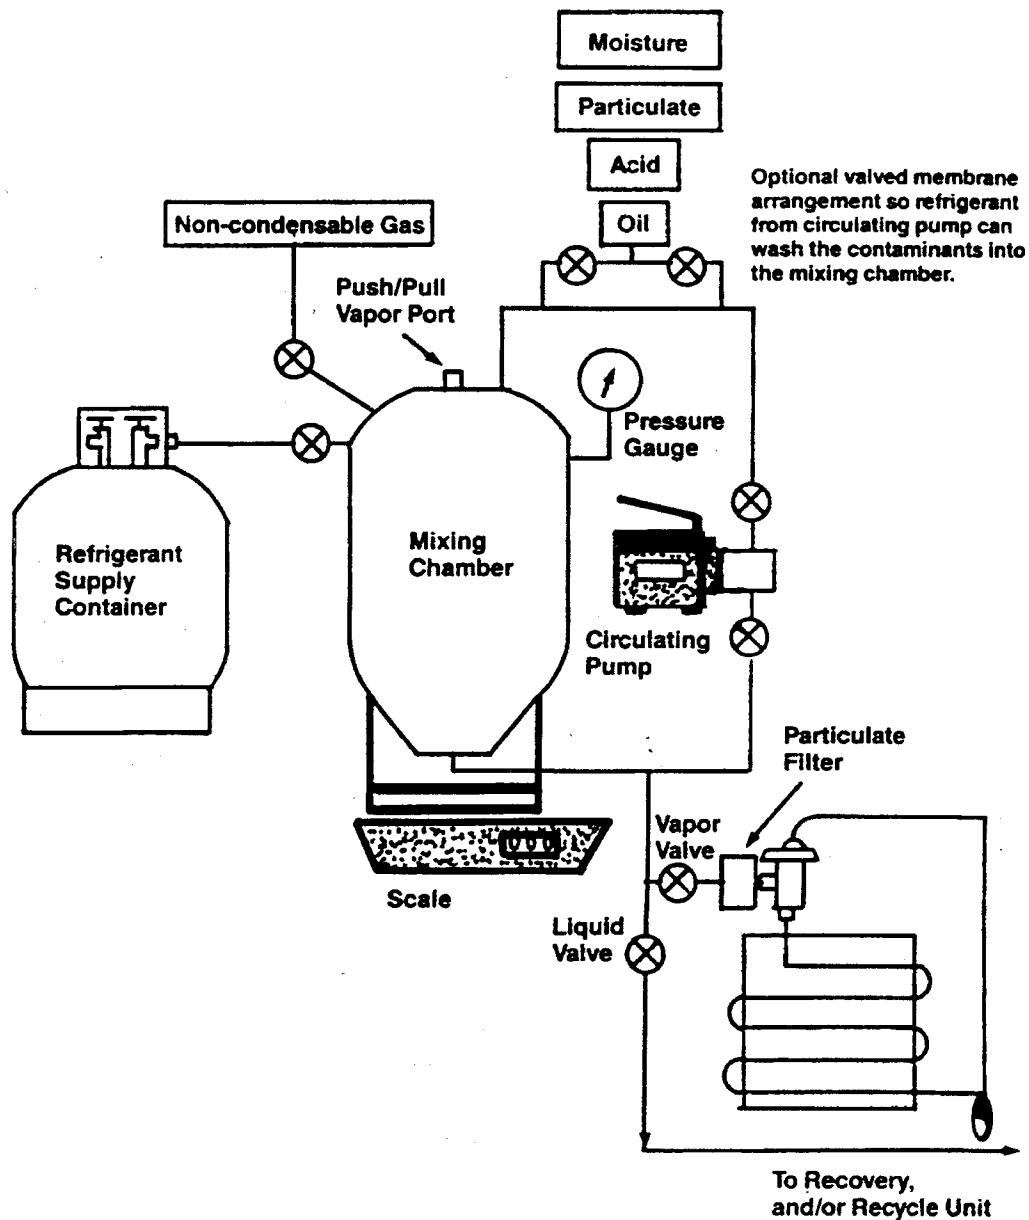 Moisture
Particulate
Acid
Oil
Optional valved membrane
arrangement so refrigerant
from circulating pump can
wash the contaminants into
the mixing chamber.
Non-condensable Gas
Push/Pull
Vapor Port
Pressure
Gauge
Refrigerant
Supply
Container
Mixing
Chamber
Circulating
Pump
Particulate
Filter
Vapor
Valve
000
Scale
Liquid
Valve
To Recovery,
and/or Recycle Unit